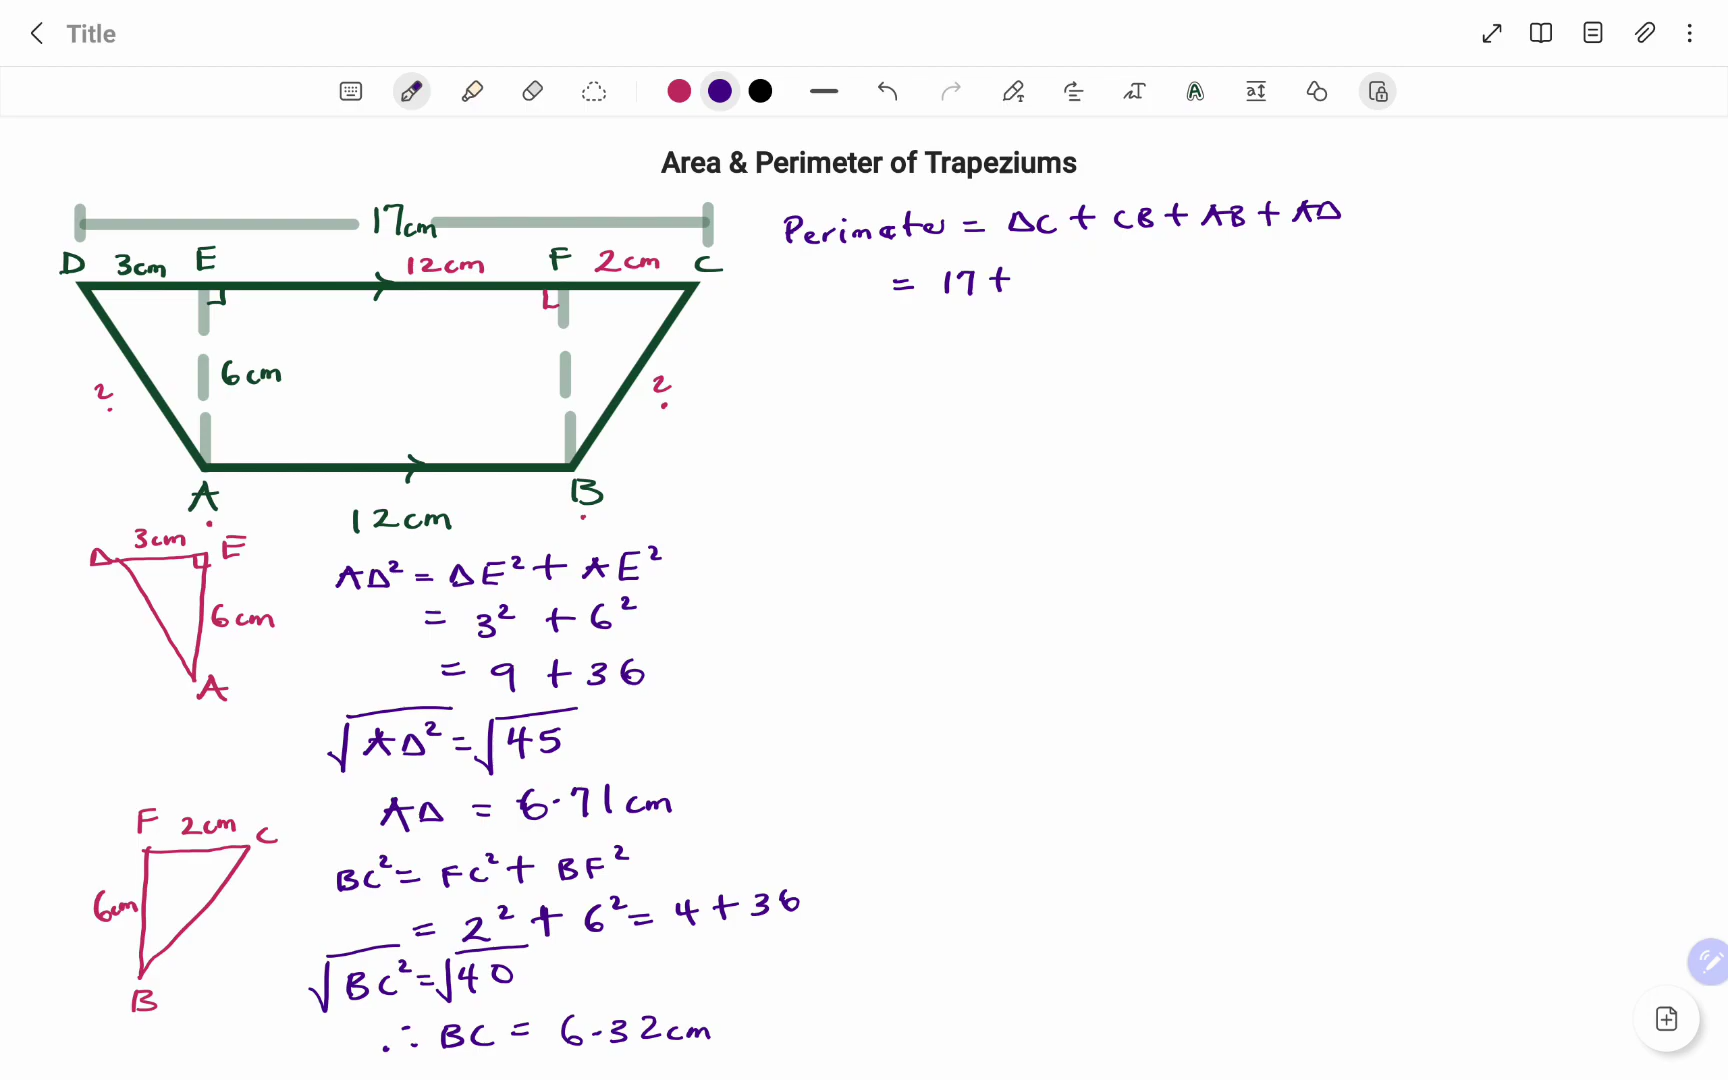 Title
Area & Perimeter of Trapeziums
17cm
D 3cm E 12cm F 2cm C
6cm
? ?
A B
12cm
Perimeter = DC + CB + AB + AD
= 17 +
D 3cm E
6cm
A
AD² = DE² + AE²
= 3² + 6²
= 9 + 36
√AD² = √45
AD = 6.71cm
F 2cm C
6cm
B
BC² = FC² + BF²
= 2² + 6² = 4 + 36
√BC² = √40
∴ BC = 6.32cm